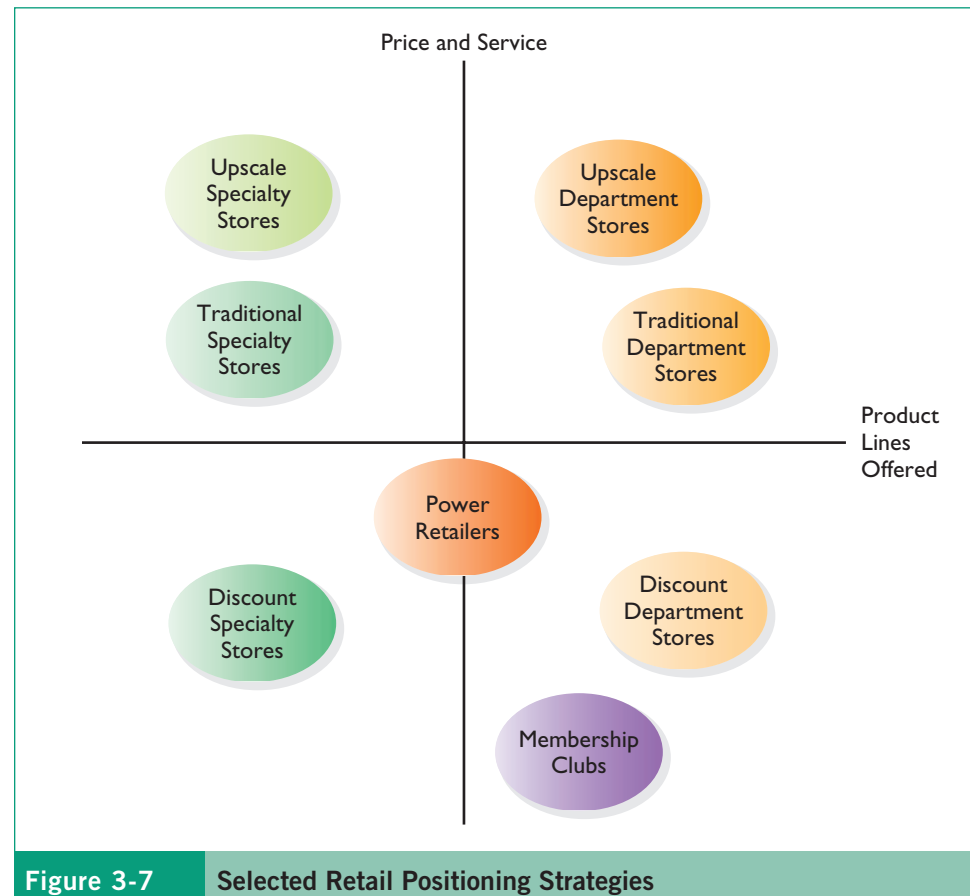 Price and Service
Upscale
Specialty
Stores
Upscale
Department
Stores
Traditional
Specialty
Stores
Traditional
Department
Stores
Product
Lines
Offered
Power
Retailers
Discount
Specialty
Stores
Discount
Department
Stores
Membership
Clubs
Figure 3-7 Selected Retail Positioning Strategies